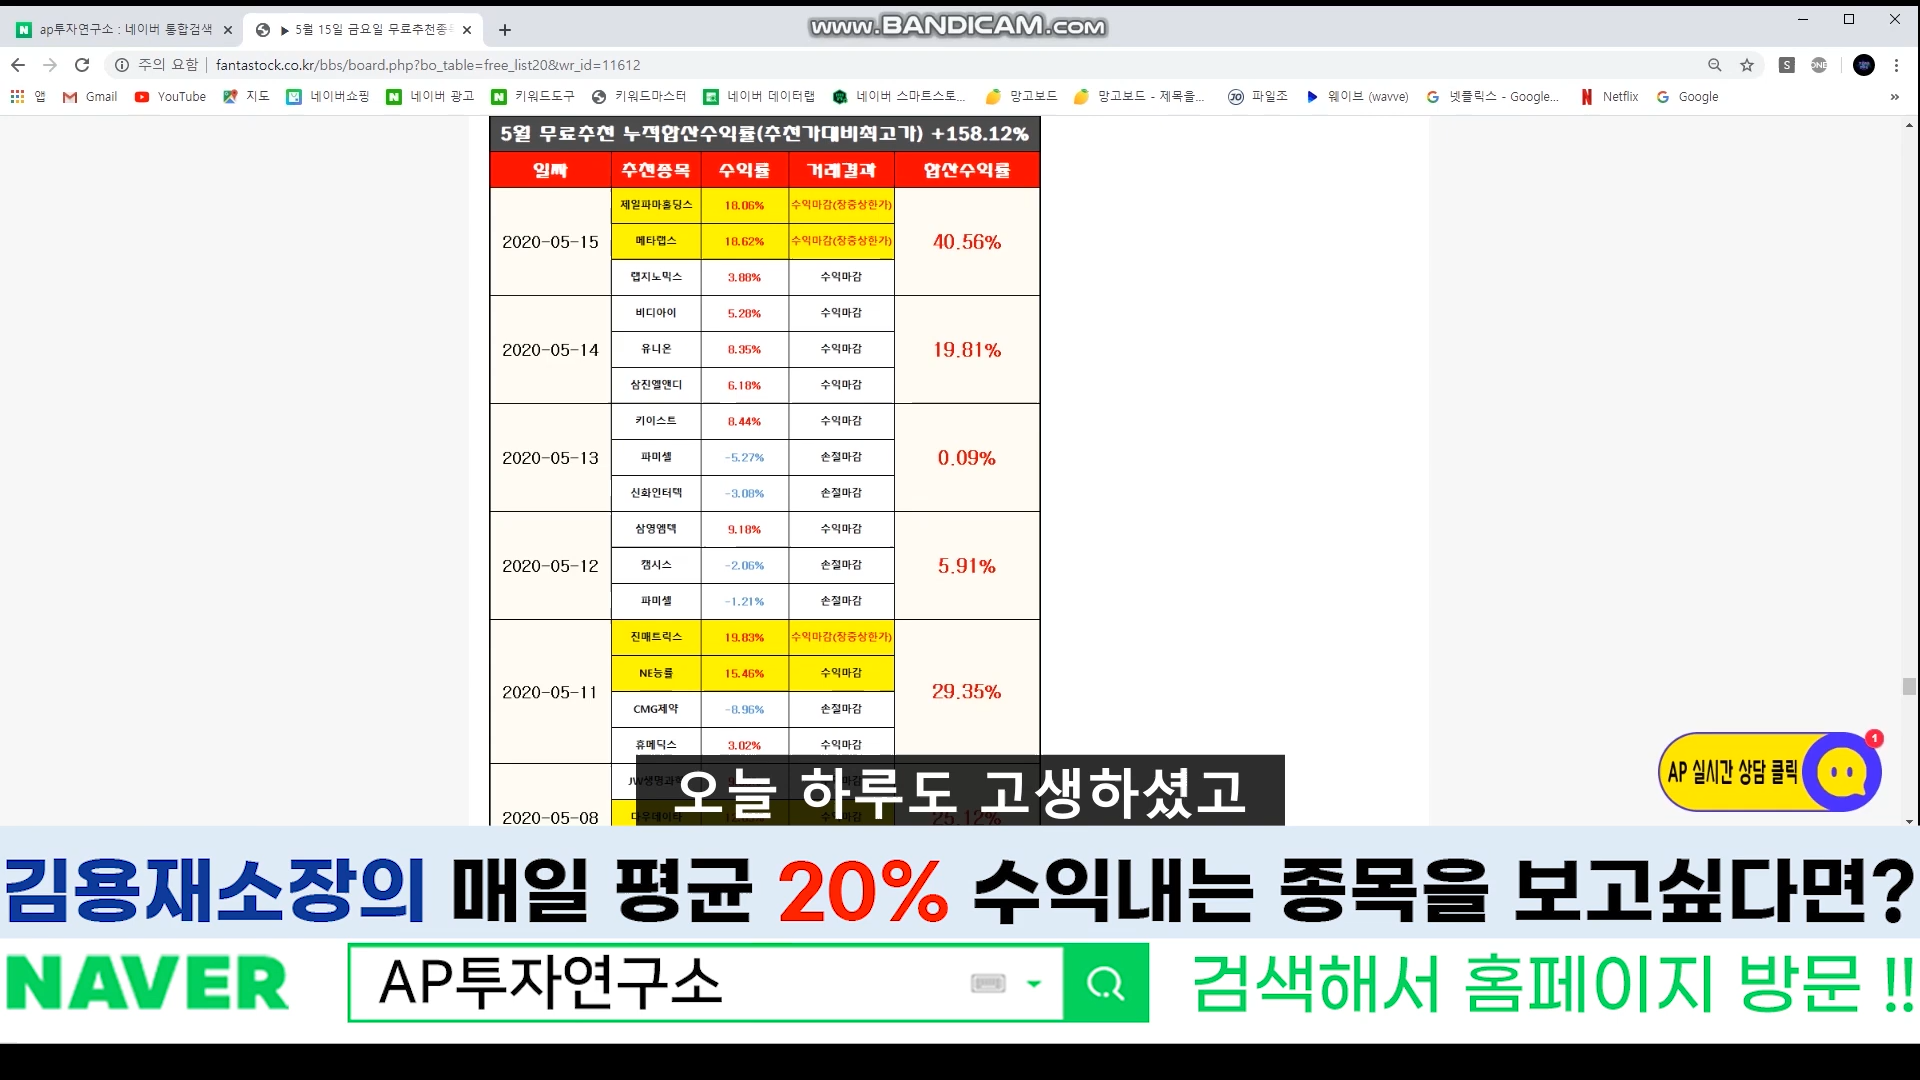 www.BANDICAM.com
ap투자연구소 : 네이버 통합검색
▶ 5월 15일 금요일 무료추천종
주의 요함 | fantastock.co.kr/bbs/board.php?bo_table=free_list20&wr_id=11612
S ONE
앱 Gmail YouTube 지도 네이버쇼핑 네이버 광고 키워드도구 키워드마스터 네이버 데이터랩 네이버 스마트스토... 망고보드 망고보드 - 제목을... 파일조 웨이브 (wavve) 넷플릭스 - Google... Netflix Google »
5월 무료추천 누적합산수익률(추천가대비최고가) +158.12%
일짜 추천종목 수익률 거래결과 합산수익률
2020-05-15 40.56%
제일파마홀딩스 18.06% 수익마감(장중상한가)
메타랩스 18.62% 수익마감(장중상한가)
랩지노믹스 3.88% 수익마감
2020-05-14 19.81%
비디아이 5.28% 수익마감
유니온 8.35% 수익마감
삼진엘앤디 6.18% 수익마감
2020-05-13 0.09%
키이스트 8.44% 수익마감
파미셀 -5.27% 손절마감
신화인터텍 -3.08% 손절마감
2020-05-12 5.91%
삼영엠텍 9.18% 수익마감
캠시스 -2.06% 손절마감
파미셀 -1.21% 손절마감
2020-05-11 29.35%
진매트릭스 19.83% 수익마감(장중상한가)
NE능률 15.46% 수익마감
CMG제약 -8.96% 손절마감
휴메딕스 3.02% 수익마감
2020-05-08 25.12%
JW생명과학
다우데이타
오늘 하루도 고생하셨고
AP 실시간 상담 클릭
1
김용재소장의 매일 평균 20% 수익내는 종목을 보고싶다면?
NAVER AP투자연구소 검색해서 홈페이지 방문 !!